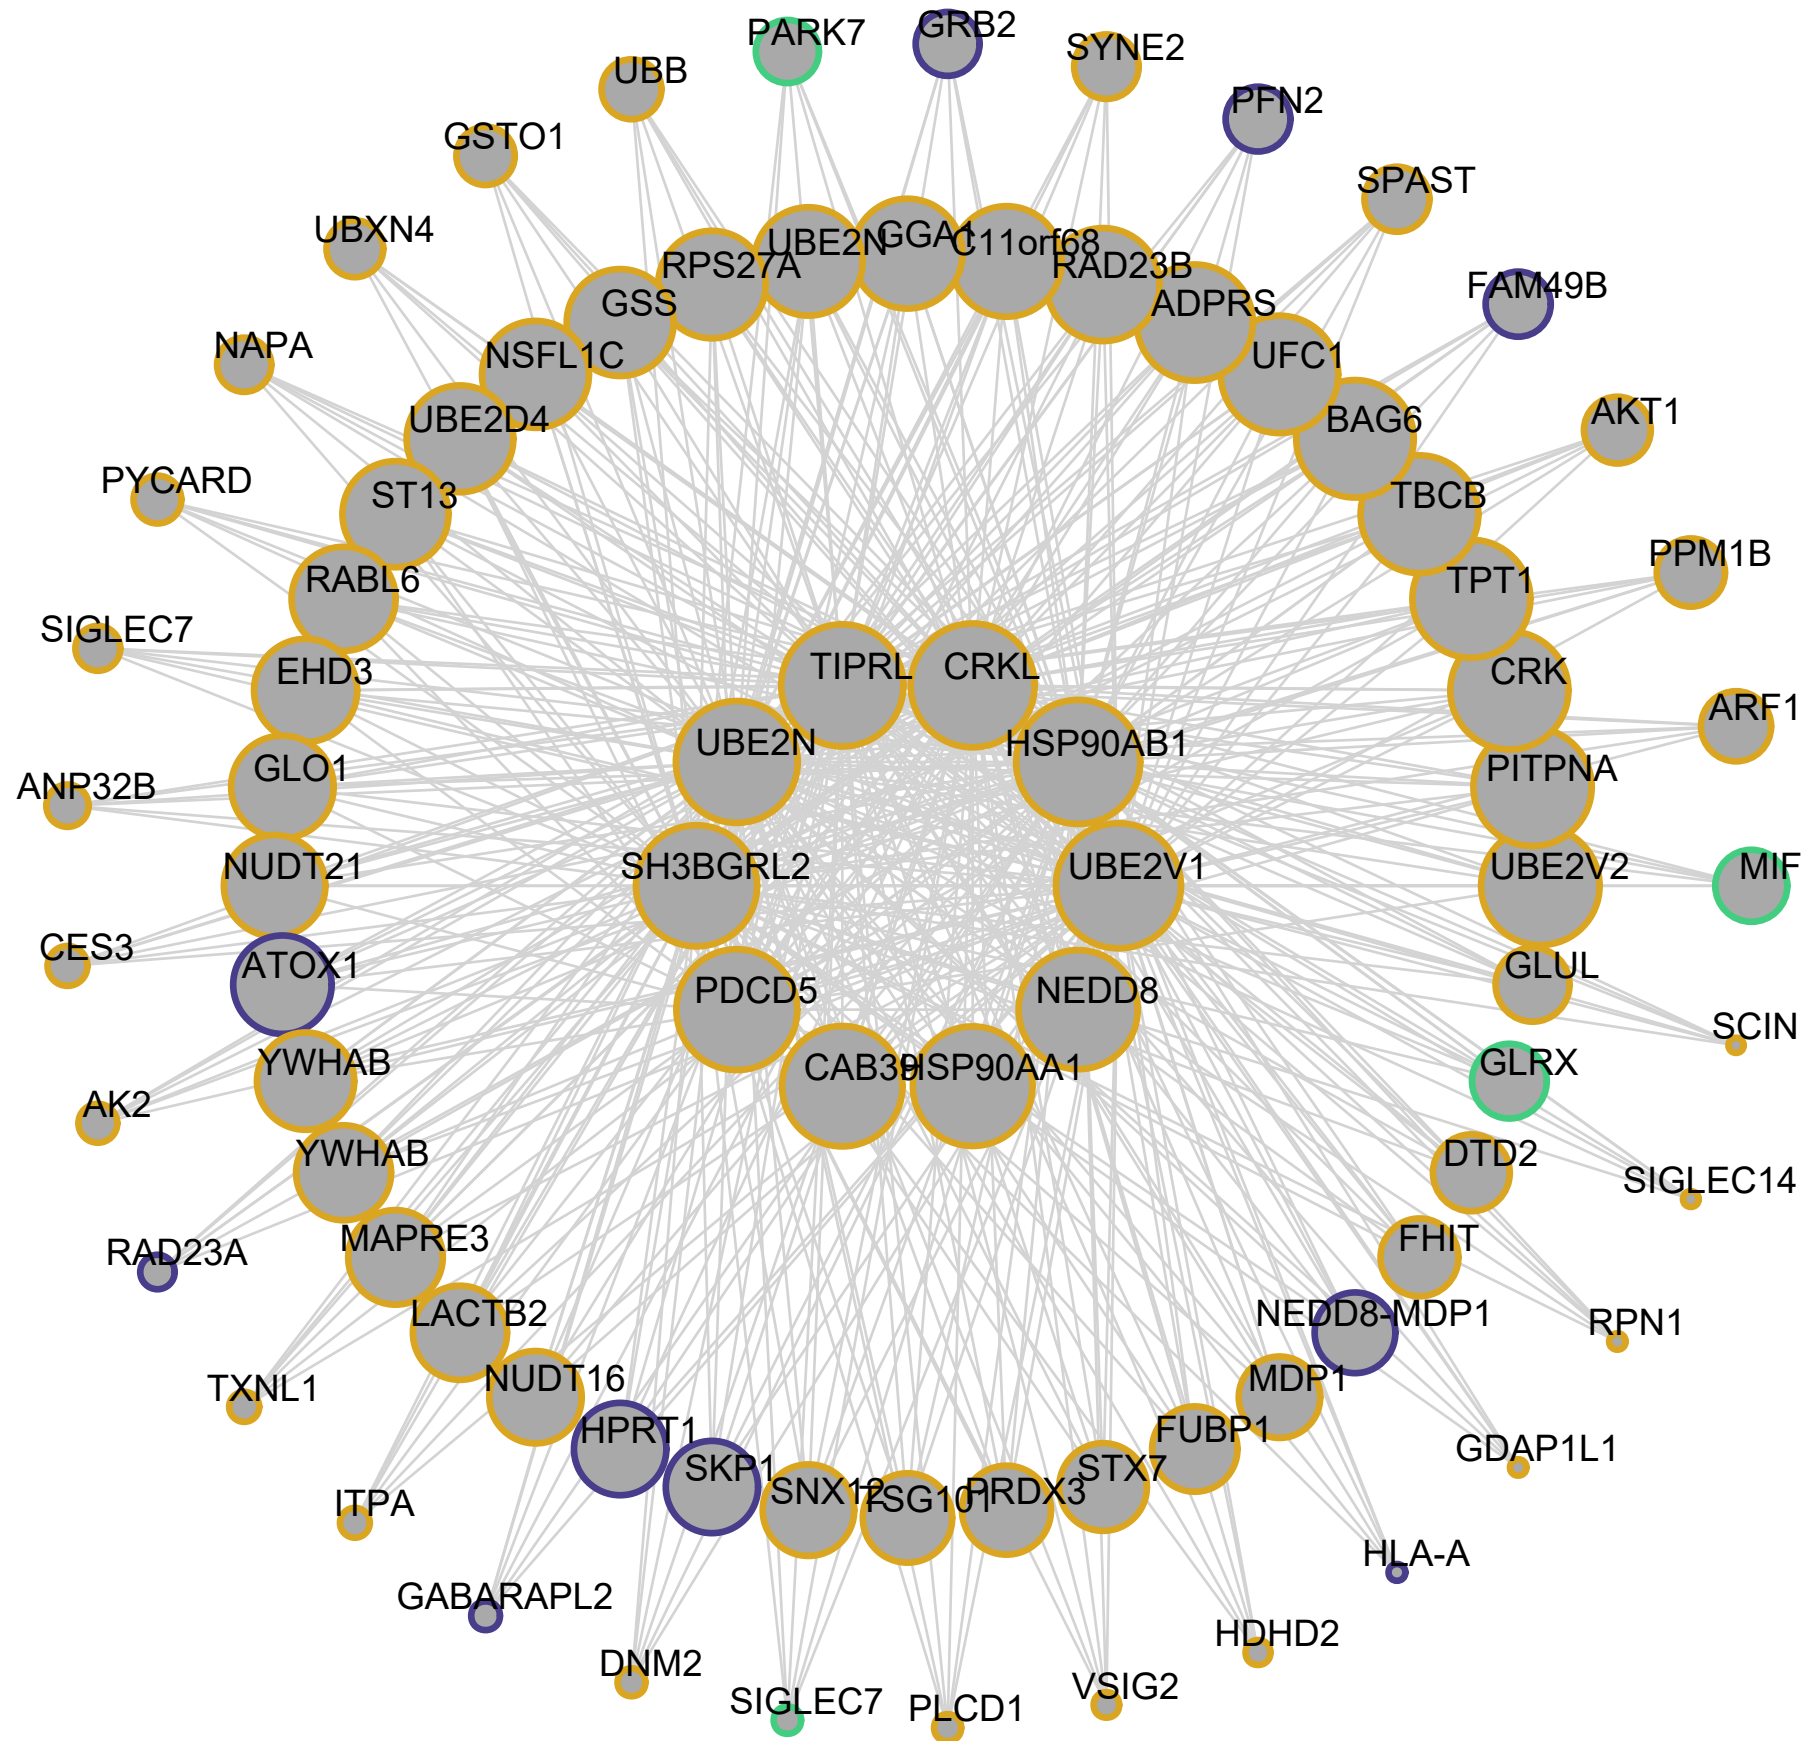 PARK7
GRB2
SYNE2
UBB
PFN2
GSTO1
SPAST
UBXN4
GGA1
UBE2N
C11orf68
RPS27A
RAD23B
FAM49B
GSS
ADPRS
NAPA
NSFL1C
UFC1
AKT1
UBE2D4
BAG6
PYCARD
ST13
TBCB
PPM1B
RABL6
TPT1
SIGLEC7
TIPRL
CRKL
EHD3
CRK
ARF1
UBE2N
HSP90AB1
ANP32B
GLO1
PITPNA
NUDT21
SH3BGRL2
UBE2V1
UBE2V2
MIF
CES3
ATOX1
PDCD5
NEDD8
GLUL
SCIN
YWHAB
CAB39
HSP90AA1
GLRX
AK2
YWHAB
DTD2
SIGLEC14
RAD23A
MAPRE3
FHIT
LACTB2
NEDD8-MDP1
RPN1
TXNL1
NUDT16
MDP1
HPRT1
FUBP1
GDAP1L1
SKP1
STX7
SNX12
TSG101
PRDX3
ITPA
HLA-A
GABARAPL2
HDHD2
DNM2
VSIG2
SIGLEC7
PLCD1